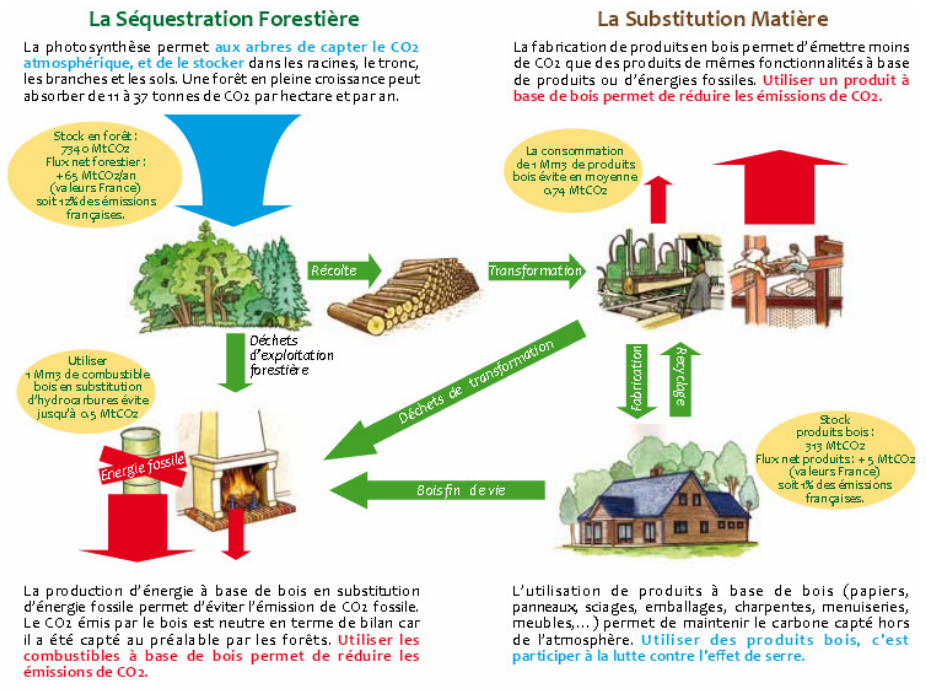 La Séquestration Forestière
La photosynthèse permet aux arbres de capter le CO2
atmosphérique, et de le stocker dans les racines, le tronc,
les branches et les sols. Une forêt en pleine croissance peut
absorber de 11 à 37 tonnes de CO2 par hectare et par an.
La Substitution Matière
La fabrication de produits en bois permet d'émettre moins
de CO2 que des produits de mêmes fonctionnalités à base
de produits ou d'énergies fossiles. Utiliser un produit à
base de bois permet de réduire les émissions de CO2.
Stock en forêt :
7340 MtCO2
Flux net forestier :
+65 MtCO2/an
(valeurs France)
soit 12% des émissions
françaises.
La consommation
de 1 Mm3 de produits
bois évite en moyenne
0.74 MtCO2
Récolte
Transformation
Déchets
d'exploitation
forestière
Déchets de transformation
Fabrication
Recyclage
Utiliser
1 Mm3 de combustible
bois en substitution
d'hydrocarbures évite
jusqu'à 0.5 MtCO2
Energie fossile
Bois fin de vie
Stock
produits bois :
313 MtCO2
Flux net produits : + 5 MtCO2
(valeurs France)
soit 1% des émissions
françaises.
La production d'énergie à base de bois en substitution
d'énergie fossile permet d'éviter l'émission de CO2 fossile.
Le CO2 émis par le bois est neutre en terme de bilan car
il a été capté au préalable par les forêts. Utiliser les
combustibles à base de bois permet de réduire les
émissions de CO2.
L'utilisation de produits à base de bois (papiers,
panneaux, sciages, emballages, charpentes, menuiseries,
meubles,...) permet de maintenir le carbone capté hors
de l'atmosphère. Utiliser des produits bois, c'est
participer à la lutte contre l'effet de serre.